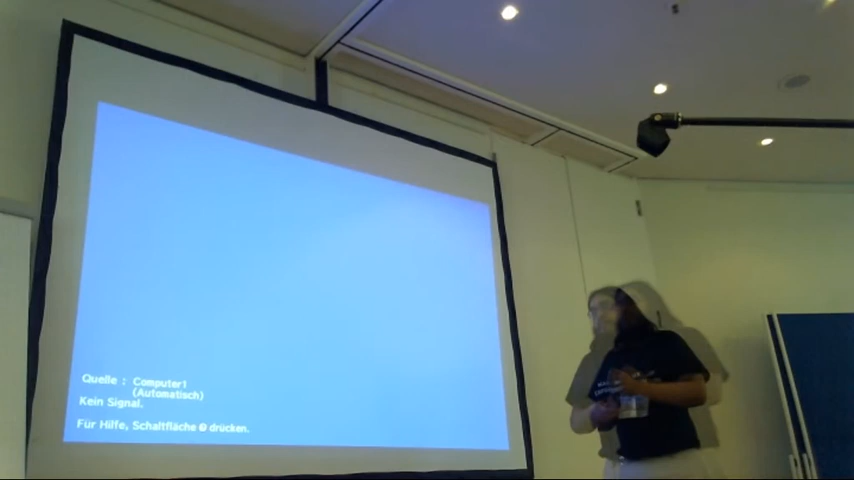 Quelle : Computer1
(Automatisch)
Kein Signal.
Für Hilfe, Schaltfläche ? drücken.